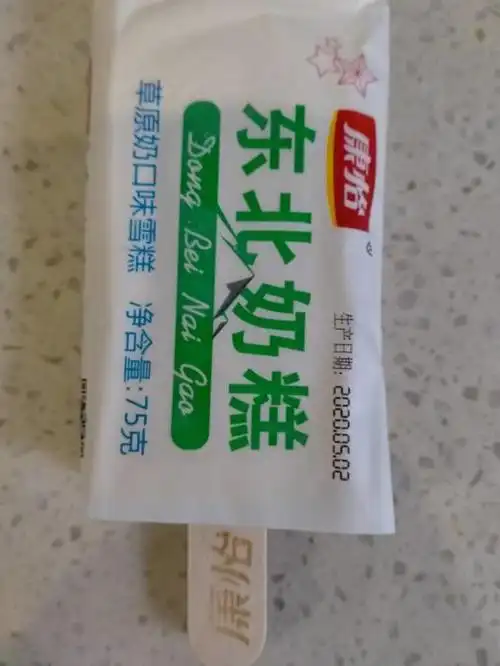 康怡
生产日期: 2020.05.02
东北奶糕
Dong Bei Nai Gao
草原奶口味雪糕 净含量:75克